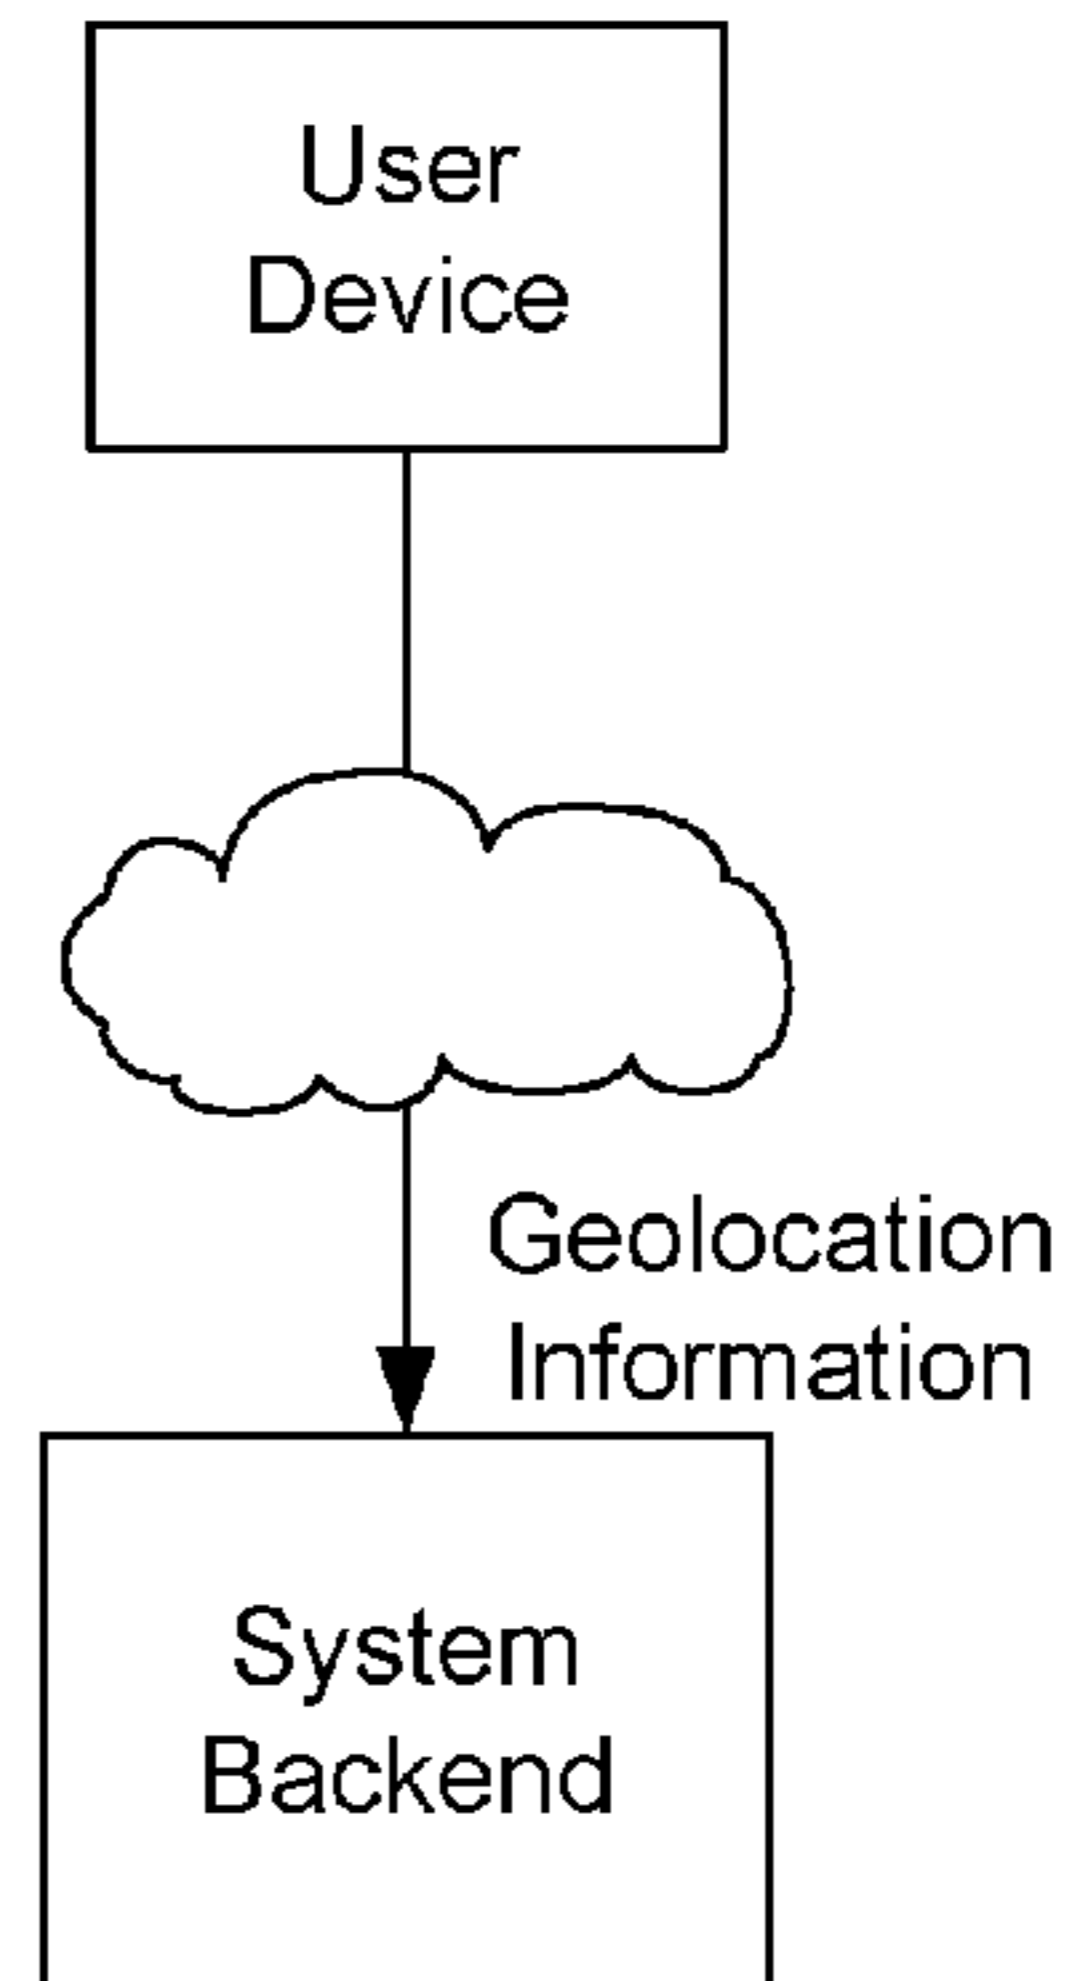 User
Device
Geolocation
Information
System
Backend